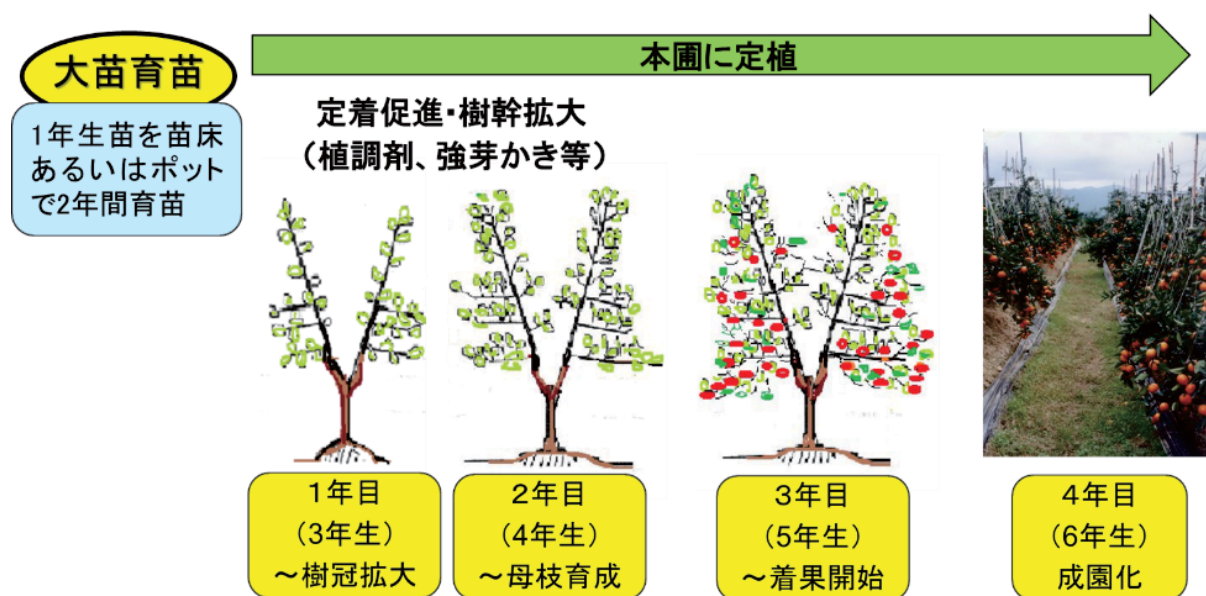 大苗育苗
1年生苗を苗床
あるいはポット
で2年間育苗
本圃に定植
定着促進・樹幹拡大
（植調剤、強芽かき等）
1年目
（3年生）
～樹冠拡大
2年目
（4年生）
～母枝育成
3年目
（5年生）
～着果開始
4年目
（6年生）
成園化